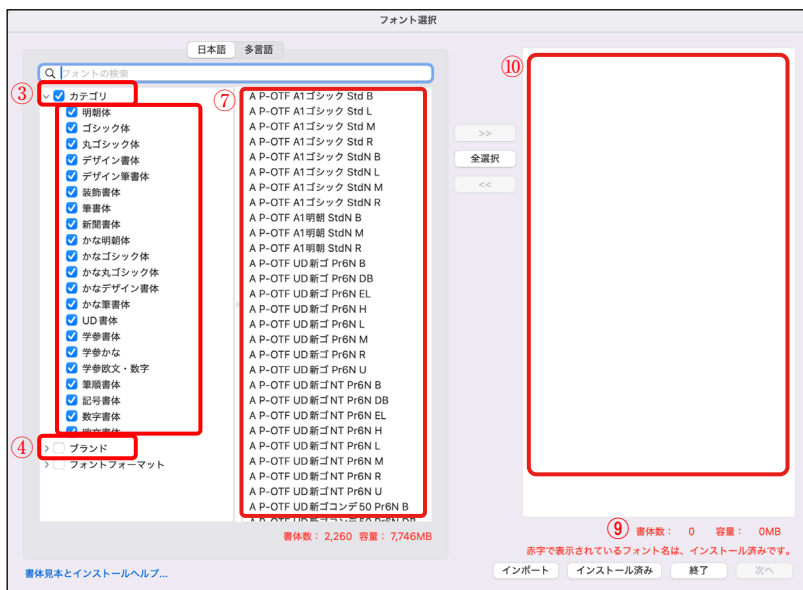 フォント選択
日本語 多言語
フォントの検索
③
カテゴリ
明朝体
ゴシック体
丸ゴシック体
デザイン書体
デザイン筆書体
装飾書体
筆書体
新聞書体
かな明朝体
かなゴシック体
かな丸ゴシック体
かなデザイン書体
かな筆書体
UD書体
学参書体
学参かな
学参欧文・数字
筆順書体
記号書体
数字書体
欧文書体
④
ブランド
フォントフォーマット
⑦
A P-OTF A1ゴシック Std B
A P-OTF A1ゴシック Std L
A P-OTF A1ゴシック Std M
A P-OTF A1ゴシック Std R
A P-OTF A1ゴシック StdN B
A P-OTF A1ゴシック StdN L
A P-OTF A1ゴシック StdN M
A P-OTF A1ゴシック StdN R
A P-OTF A1明朝 StdN B
A P-OTF A1明朝 StdN M
A P-OTF A1明朝 StdN R
A P-OTF UD新ゴ Pr6N B
A P-OTF UD新ゴ Pr6N DB
A P-OTF UD新ゴ Pr6N EL
A P-OTF UD新ゴ Pr6N H
A P-OTF UD新ゴ Pr6N L
A P-OTF UD新ゴ Pr6N M
A P-OTF UD新ゴ Pr6N R
A P-OTF UD新ゴ Pr6N U
A P-OTF UD新ゴNT Pr6N B
A P-OTF UD新ゴNT Pr6N DB
A P-OTF UD新ゴNT Pr6N EL
A P-OTF UD新ゴNT Pr6N H
A P-OTF UD新ゴNT Pr6N L
A P-OTF UD新ゴNT Pr6N M
A P-OTF UD新ゴNT Pr6N R
A P-OTF UD新ゴNT Pr6N U
A P-OTF UD新ゴコンデ50 Pr6N B
A P-OTF UD新ゴコンデ50 Pr6N DB
書体数： 2,260 容量： 7,746MB
>>
全選択
<<
⑩
⑨
書体数： 0 容量： 0MB
赤字で表示されているフォント名は、インストール済みです。
書体見本とインストールヘルプ...
インポート インストール済み 終了 次へ